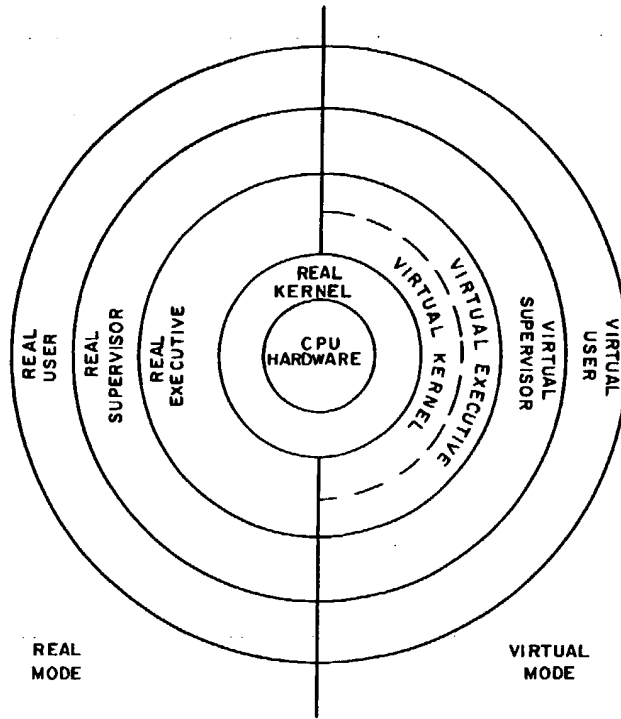 REAL
KERNEL
CPU
HARDWARE
REAL
USER
REAL
SUPERVISOR
REAL
EXECUTIVE
VIRTUAL KERNEL
VIRTUAL EXECUTIVE
VIRTUAL
SUPERVISOR
VIRTUAL
USER
REAL
MODE
VIRTUAL
MODE